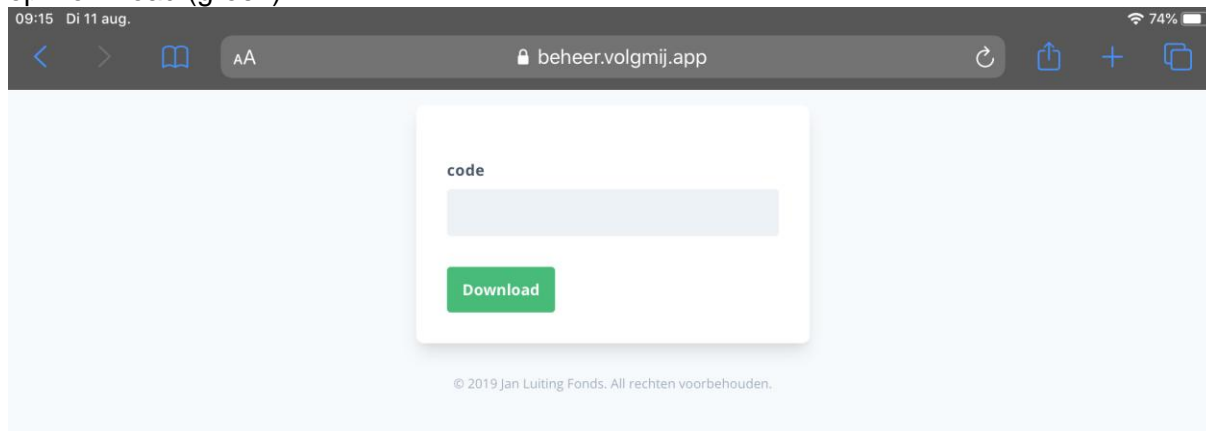 09:15 Di 11 aug.
74%
AA
beheer.volgmij.app
code
Download
© 2019 Jan Luiting Fonds. All rechten voorbehouden.